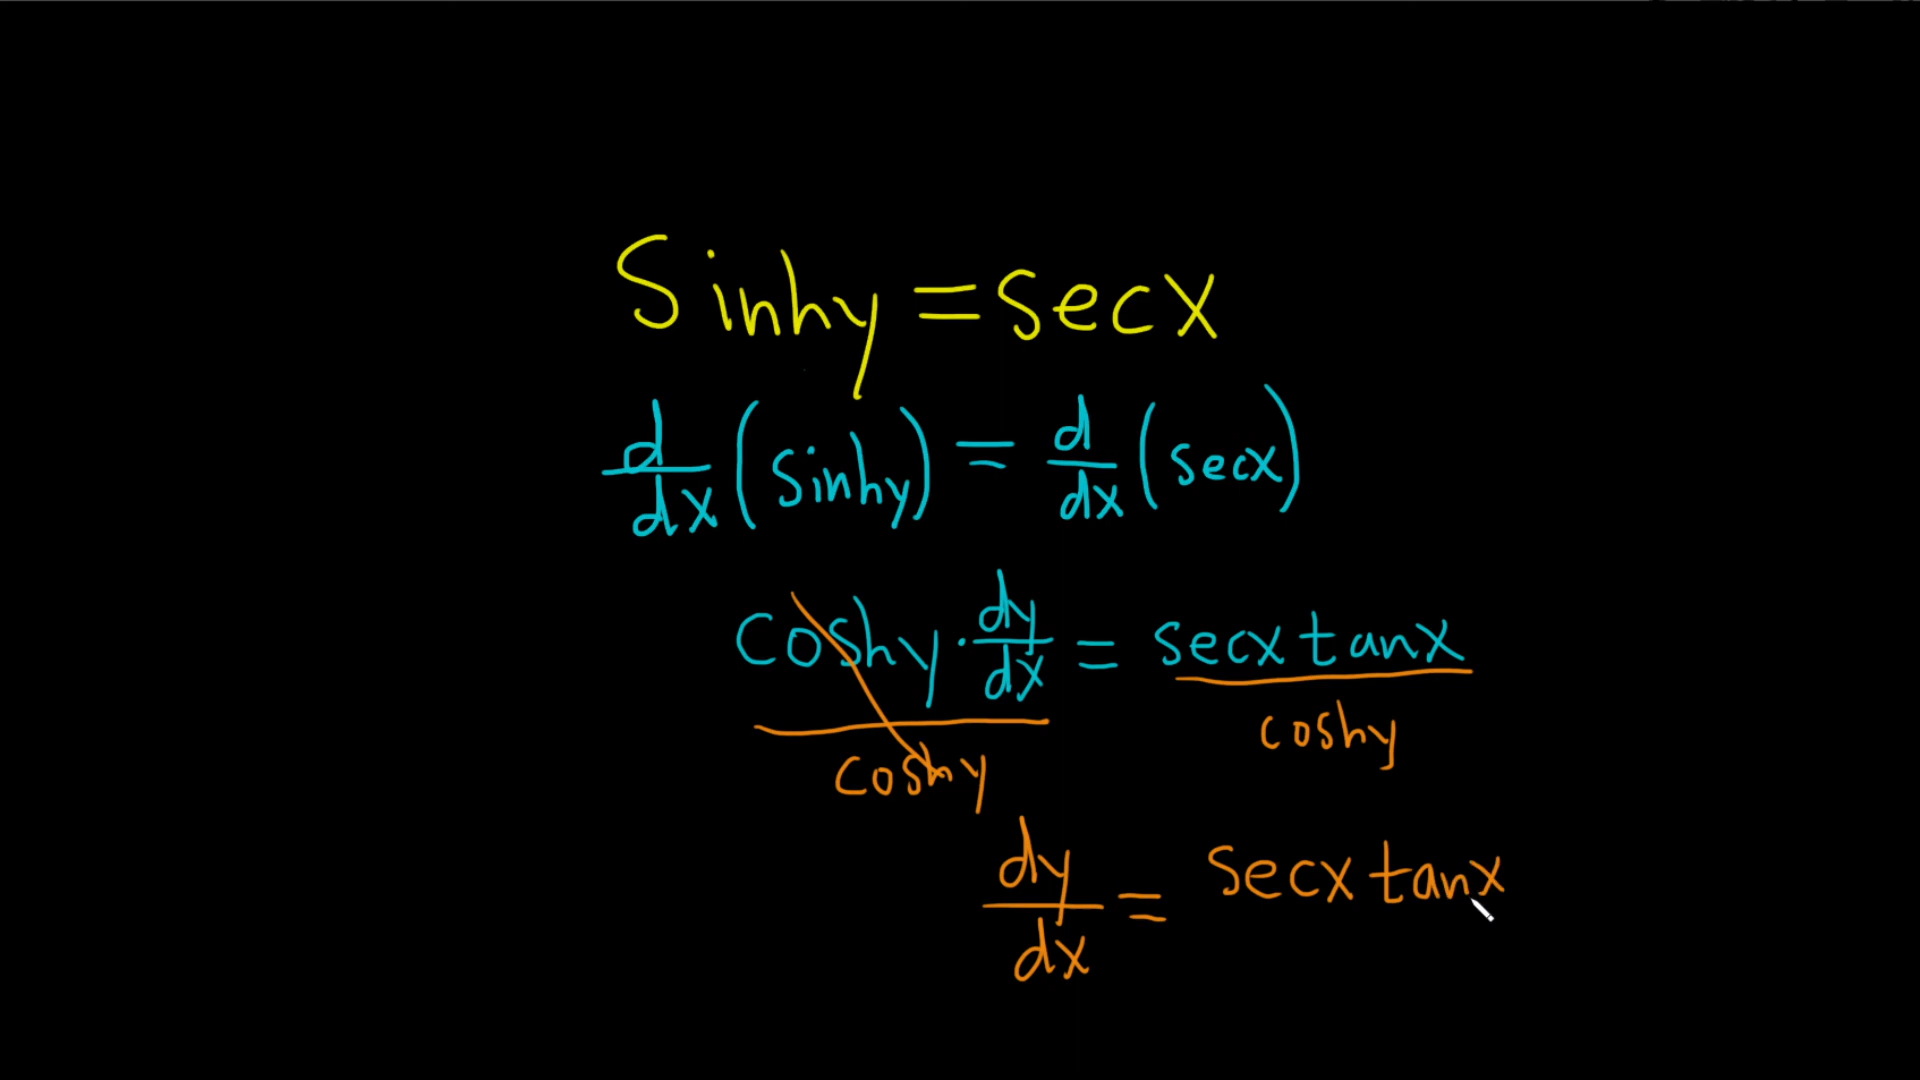 Sinhy = secx
d/dx (sinhy) = d/dx (secx)
coshy · dy/dx / coshy = secx tanx / coshy
dy/dx = secx tanx